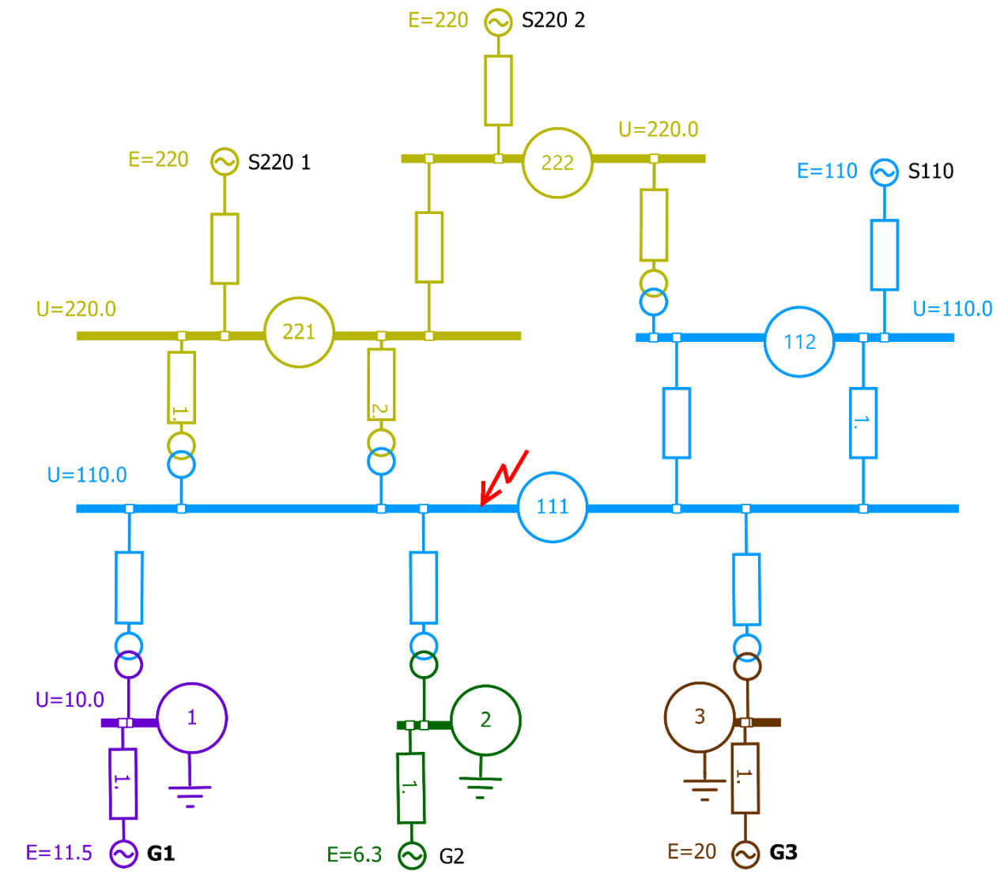 E=220 S220 2
U=220.0
222
E=220 S220 1
E=110 S110
U=220.0
221
U=110.0
112
1.
2.
1.
U=110.0
111
U=10.0
1
2
3
1.
1.
1.
E=11.5 G1
E=6.3 G2
E=20 G3